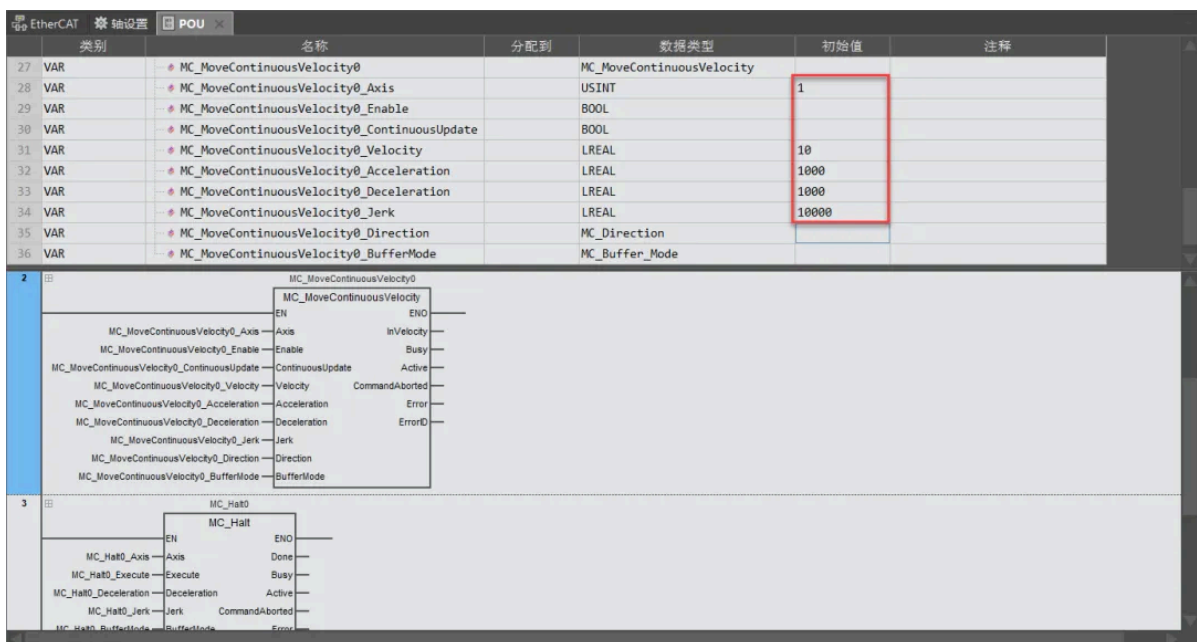 EtherCAT 轴设置 POU
类别 名称 分配到 数据类型 初始值 注释
27 VAR MC_MoveContinuousVelocity0 MC_MoveContinuousVelocity
28 VAR MC_MoveContinuousVelocity0_Axis USINT 1
29 VAR MC_MoveContinuousVelocity0_Enable BOOL
30 VAR MC_MoveContinuousVelocity0_ContinuousUpdate BOOL
31 VAR MC_MoveContinuousVelocity0_Velocity LREAL 10
32 VAR MC_MoveContinuousVelocity0_Acceleration LREAL 1000
33 VAR MC_MoveContinuousVelocity0_Deceleration LREAL 1000
34 VAR MC_MoveContinuousVelocity0_Jerk LREAL 10000
35 VAR MC_MoveContinuousVelocity0_Direction MC_Direction
36 VAR MC_MoveContinuousVelocity0_BufferMode MC_Buffer_Mode
2 MC_MoveContinuousVelocity0
MC_MoveContinuousVelocity
EN ENO
MC_MoveContinuousVelocity0_Axis Axis InVelocity
MC_MoveContinuousVelocity0_Enable Enable Busy
MC_MoveContinuousVelocity0_ContinuousUpdate ContinuousUpdate Active
MC_MoveContinuousVelocity0_Velocity Velocity CommandAborted
MC_MoveContinuousVelocity0_Acceleration Acceleration Error
MC_MoveContinuousVelocity0_Deceleration Deceleration ErrorID
MC_MoveContinuousVelocity0_Jerk Jerk
MC_MoveContinuousVelocity0_Direction Direction
MC_MoveContinuousVelocity0_BufferMode BufferMode
3 MC_Halt0
MC_Halt
EN ENO
MC_Halt0_Axis Axis Done
MC_Halt0_Execute Execute Busy
MC_Halt0_Deceleration Deceleration Active
MC_Halt0_Jerk Jerk CommandAborted
MC_Halt0_BufferMode BufferMode Error